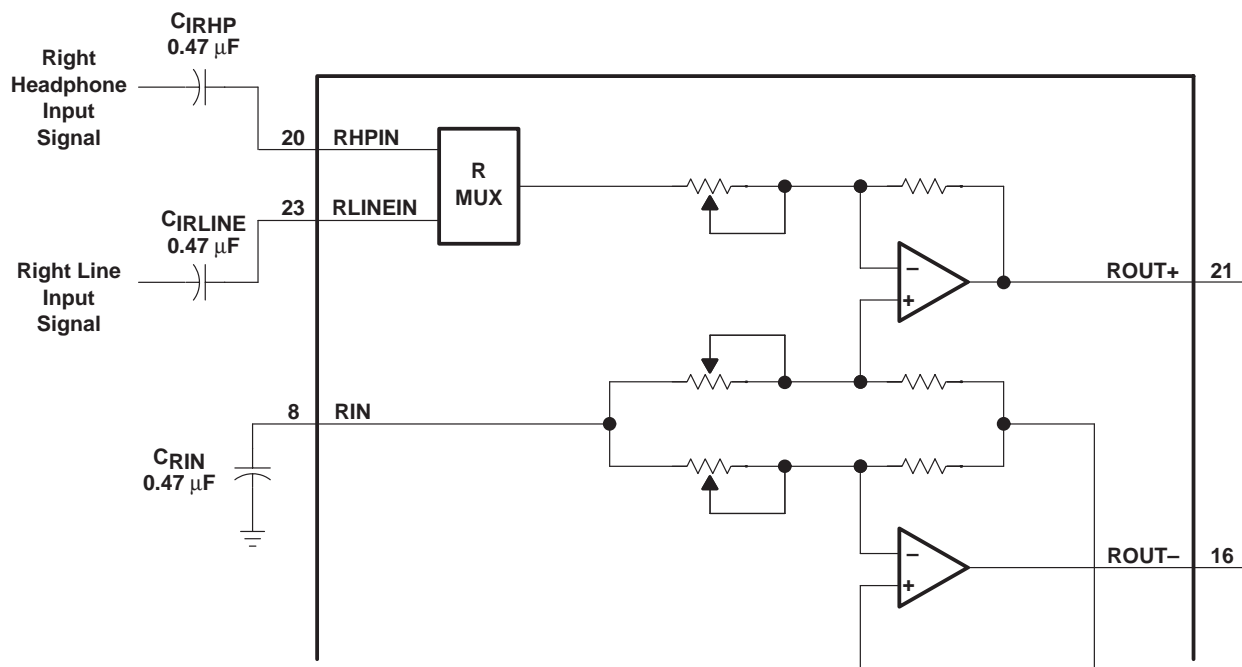 CIRHP
0.47 μF
Right
Headphone
Input
Signal
20 RHPIN
R
MUX
23 RLINEIN
CIRLINE
0.47 μF
Right Line
Input
Signal
−
+
ROUT+ 21
8 RIN
CRIN
0.47 μF
−
+
ROUT− 16